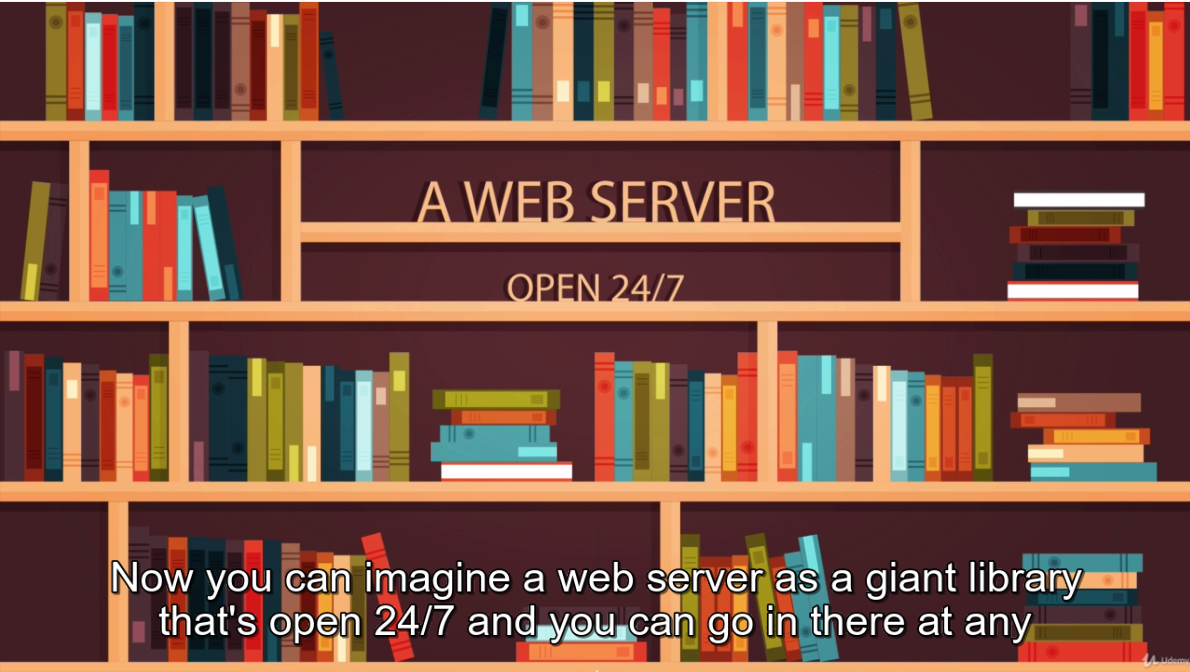 A WEB SERVER
OPEN 24/7
Now you can imagine a web server as a giant library
that's open 24/7 and you can go in there at any
Udemy